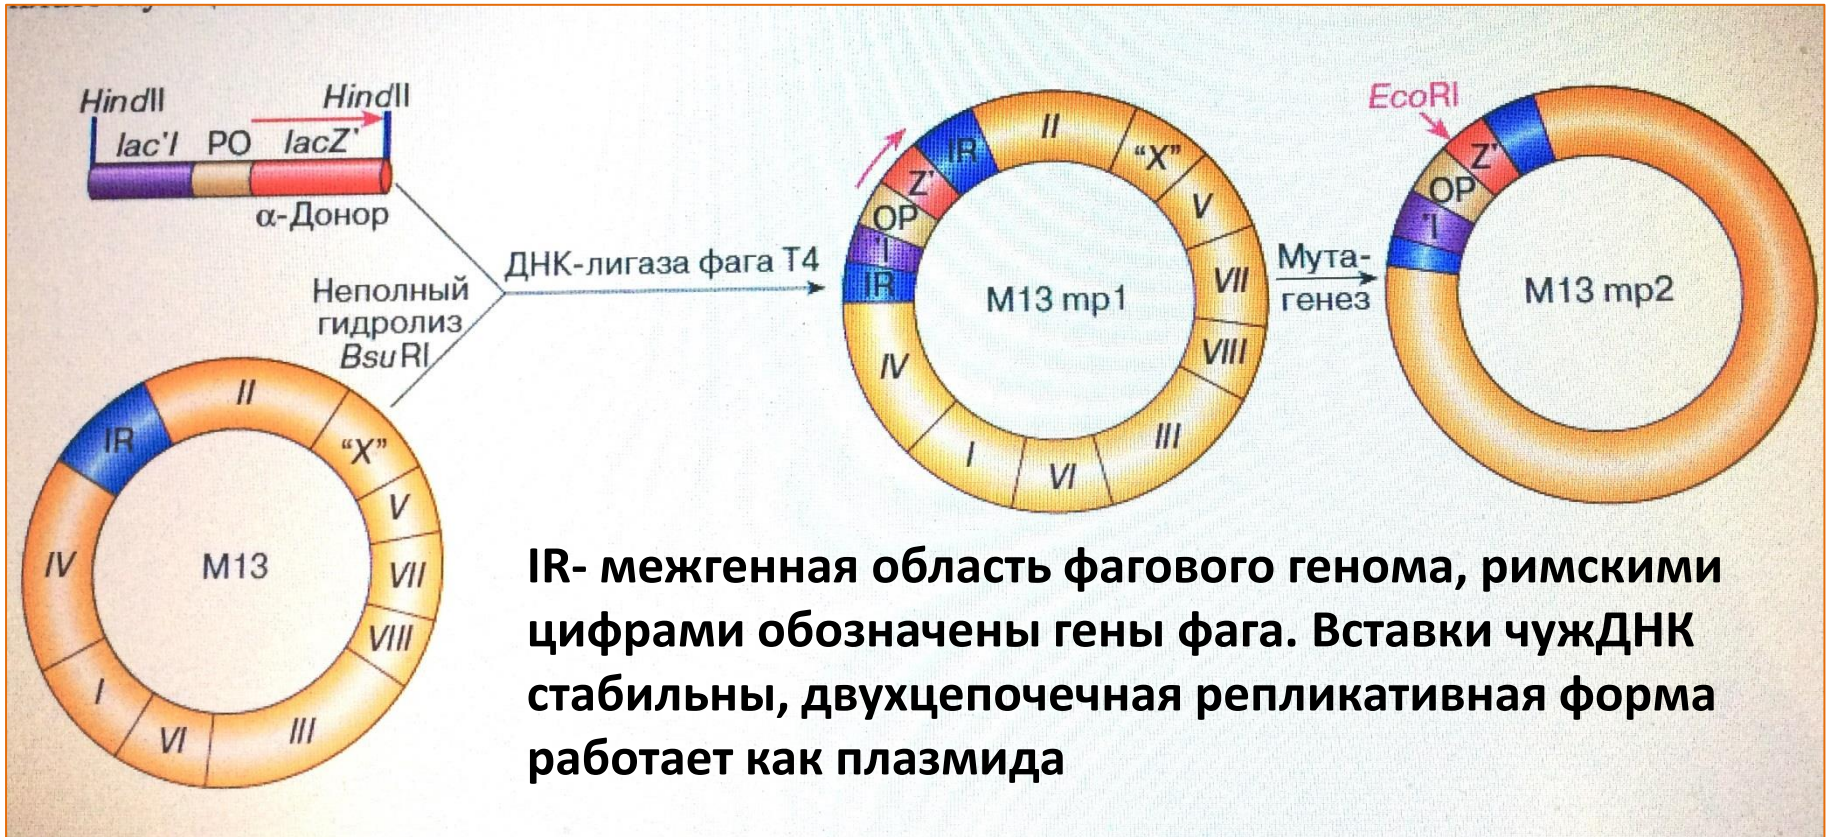 HindII
HindII
lac'I
PO
lacZ'
α-Донор
Неполный
гидролиз
BsuRI
ДНК-лигаза фага Т4
IR
II
"X"
V
VII
VIII
III
VI
I
IV
M13
IR
II
"X"
V
VII
VIII
III
VI
I
IV
IR
'I
OP
Z'
M13 mp1
Мута-
генез
EcoRI
Z'
OP
'I
M13 mp2
IR- межгенная область фагового генома, римскими
цифрами обозначены гены фага. Вставки чужДНК
стабильны, двухцепочечная репликативная форма
работает как плазмида